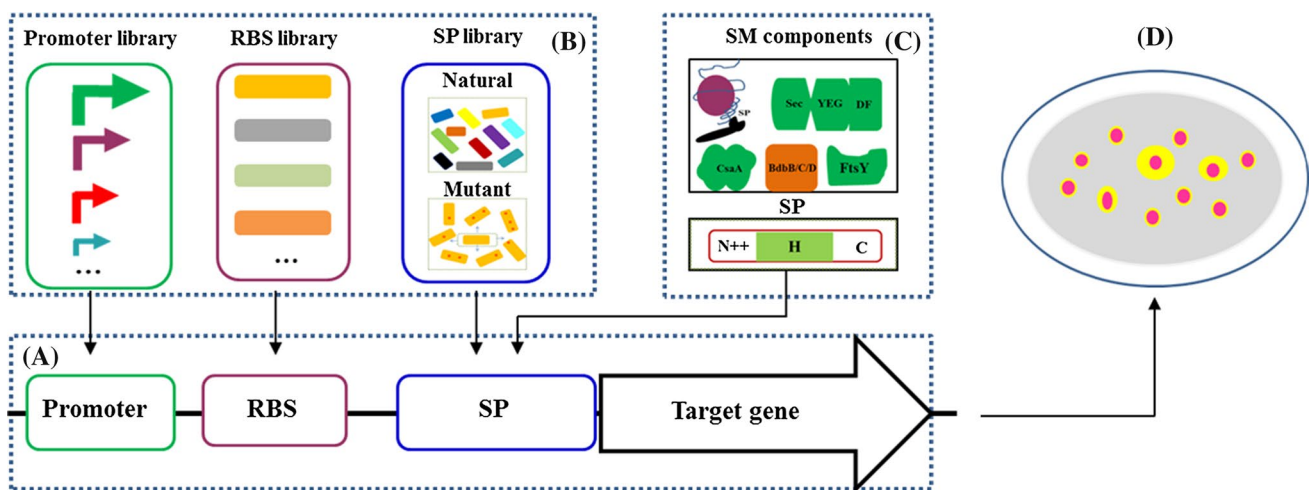 Promoter library
RBS library
SP library
(B)
Natural
Mutant
...
...
SM components
(C)
SP
Sec
YEG
DF
CsaA
BdbB/C/D
FtsY
SP
N++
H
C
(D)
(A)
Promoter
RBS
SP
Target gene